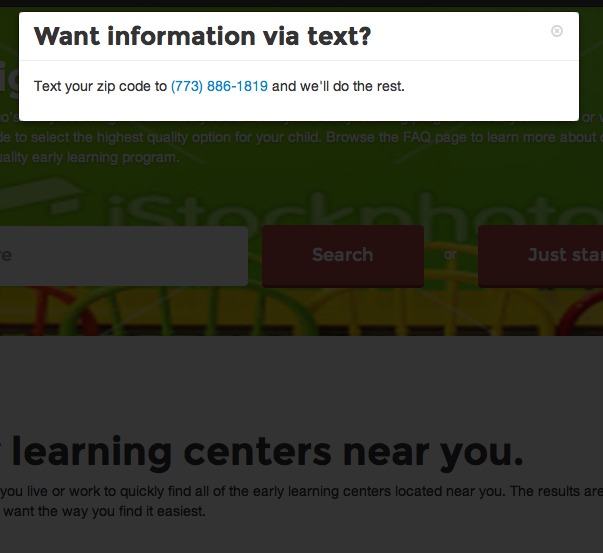 Want information via text?
Text your zip code to (773) 886-1819 and we'll do the rest.
de to select the highest quality option for your child. Browse the FAQ page to learn more about
uality early learning program.
iStockphoto
re
Search
or
Just star
learning centers near you.
you live or work to quickly find all of the early learning centers located near you. The results are
want the way you find it easiest.